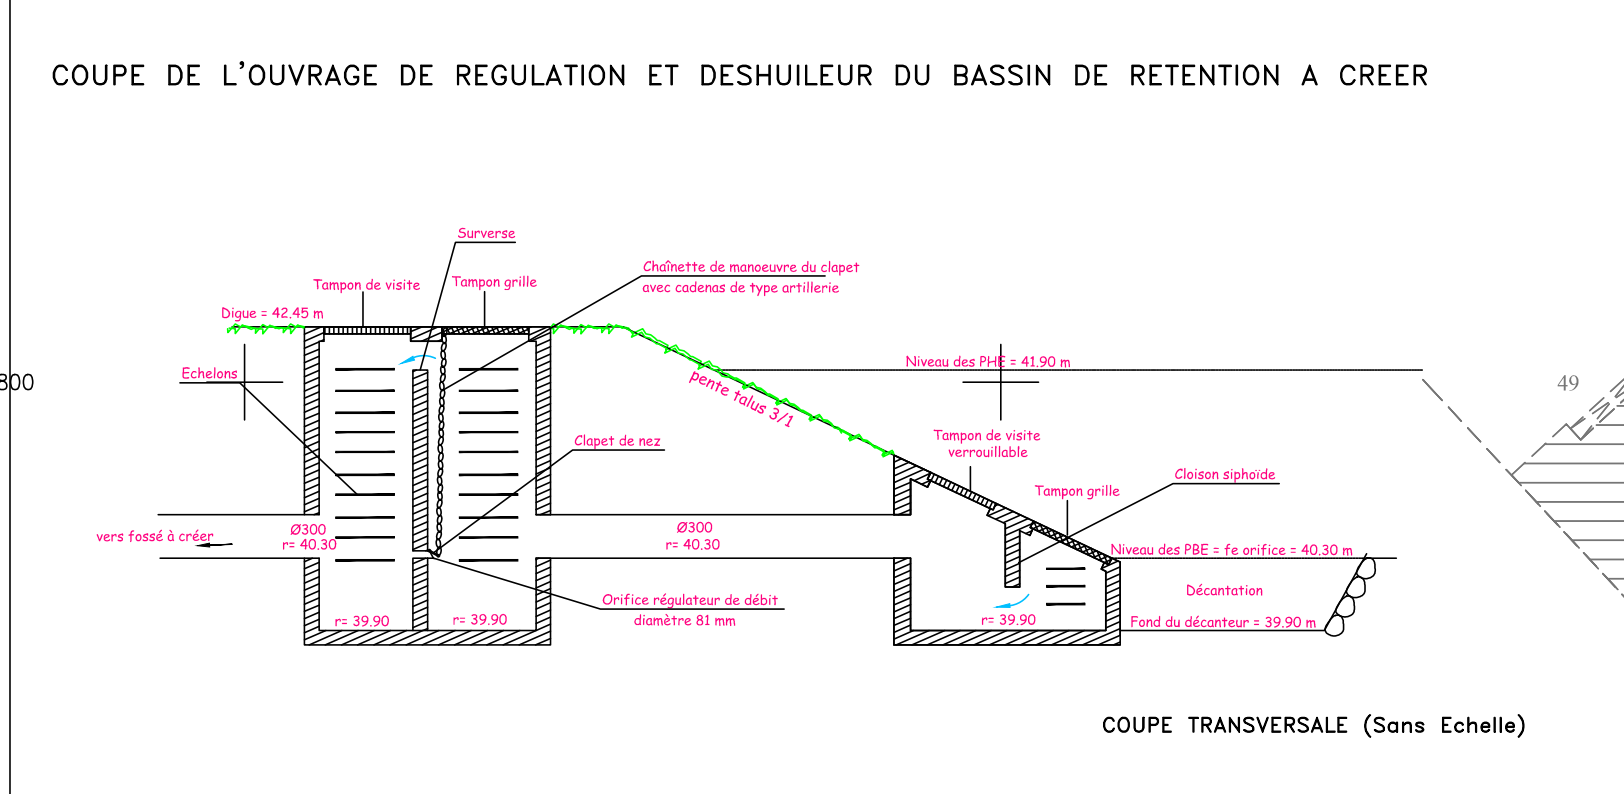 COUPE DE L'OUVRAGE DE REGULATION ET DESHUILEUR DU BASSIN DE RETENTION A CREER
Surverse
Chaînette de manoeuvre du clapet
avec cadenas de type artillerie
Tampon de visite
Tampon grille
Digue = 42.45 m
Niveau des PHE = 41.90 m
Echelons
800
49
pente talus 3/1
Clapet de nez
Tampon de visite
verrouillable
Cloison siphoïde
Tampon grille
vers fossé à créer
Ø300
r= 40.30
Ø300
r= 40.30
Niveau des PBE = fe orifice = 40.30 m
Décantation
Orifice régulateur de débit
diamètre 81 mm
r= 39.90
r= 39.90
r= 39.90
Fond du décanteur = 39.90 m
COUPE TRANSVERSALE (Sans Echelle)